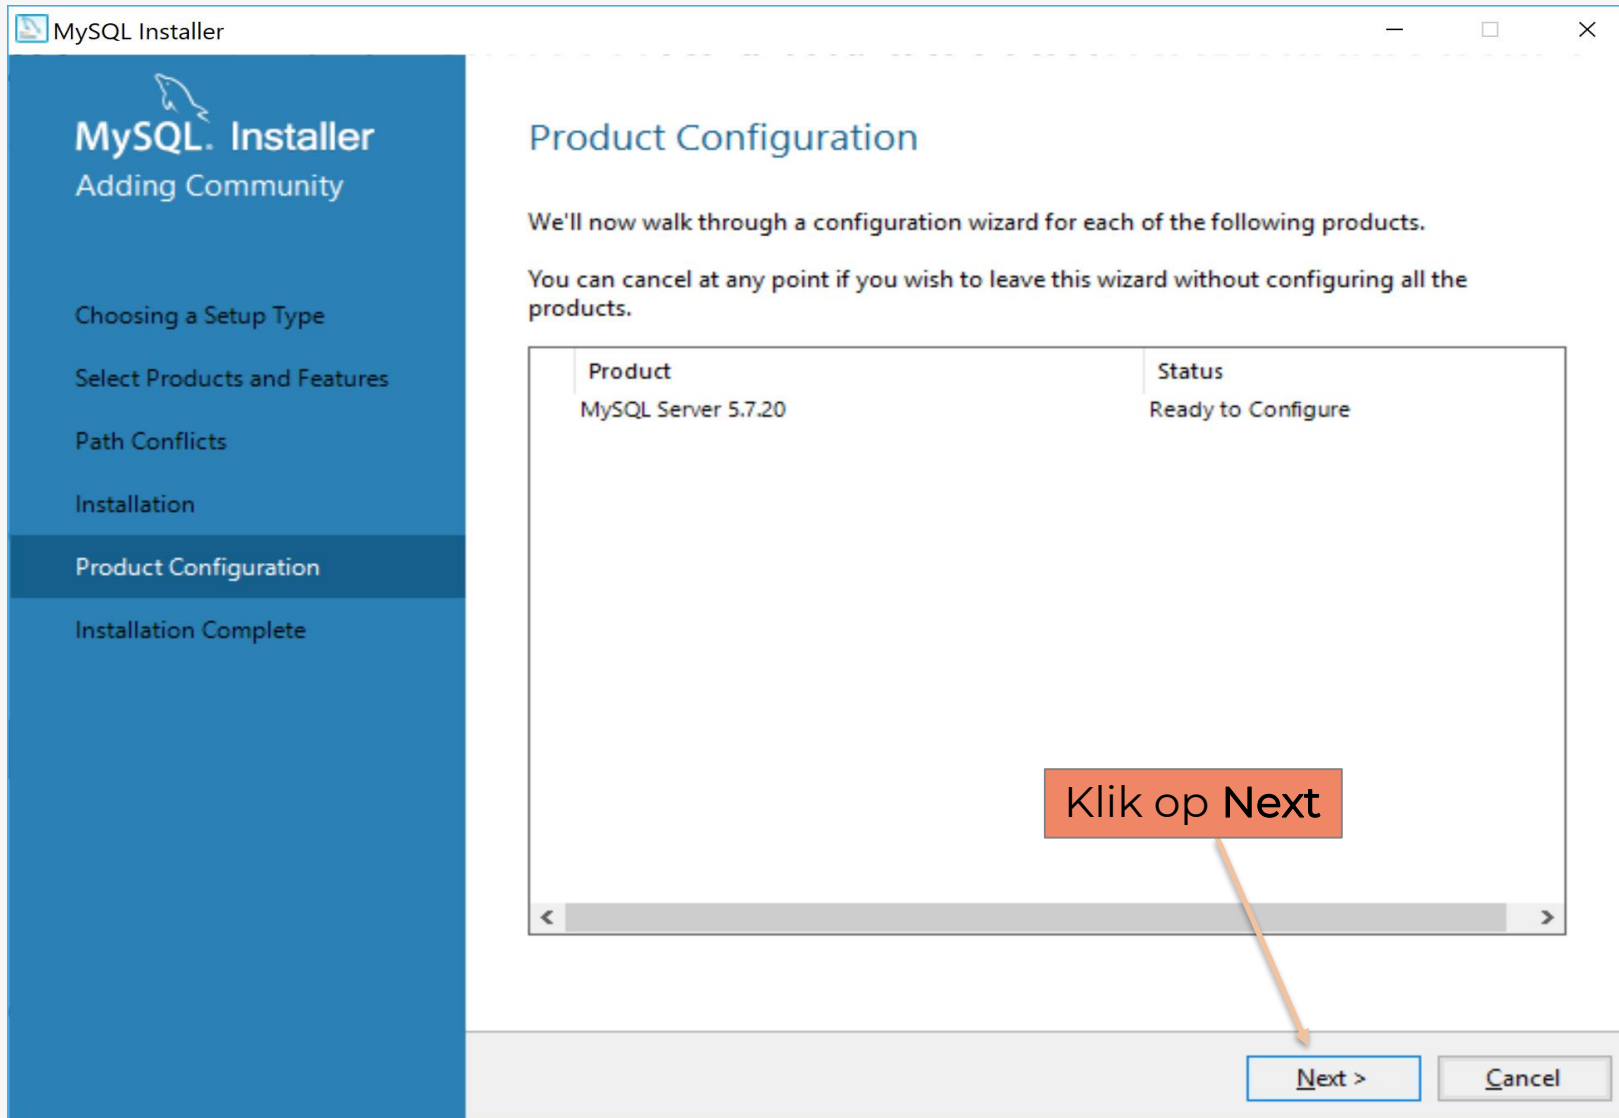 MySQL Installer
MySQL. Installer
Adding Community
Choosing a Setup Type
Select Products and Features
Path Conflicts
Installation
Product Configuration
Installation Complete
Product Configuration
We'll now walk through a configuration wizard for each of the following products.
You can cancel at any point if you wish to leave this wizard without configuring all the
products.
Product Status
MySQL Server 5.7.20 Ready to Configure
Klik op Next
Next >
Cancel